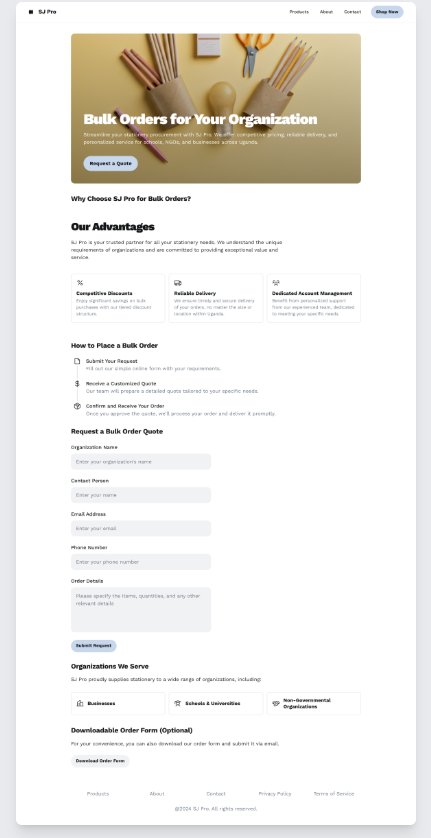 SJ Pro
Products About Contact Shop Now
Bulk Orders for Your Organization
Streamline your stationery procurement with SJ Pro. We offer competitive pricing, reliable delivery, and
personalized service for schools, NGOs, and businesses across Uganda.
Request a Quote
Why Choose SJ Pro for Bulk Orders?
Our Advantages
SJ Pro is your trusted partner for all your stationery needs. We understand the unique
requirements of organizations and are committed to providing exceptional value and
service.
Competitive Discounts
Enjoy significant savings on bulk
purchases with our tiered discount
structure.
Reliable Delivery
We ensure timely and secure delivery
of your orders, no matter the size or
location within Uganda.
Dedicated Account Management
Benefit from personalized support
from our experienced team, dedicated
to meeting your specific needs.
How to Place a Bulk Order
Submit Your Request
Fill out our simple online form with your requirements.
Receive a Customized Quote
Our team will prepare a detailed quote tailored to your specific needs.
Confirm and Receive Your Order
Once you approve the quote, we'll process your order and deliver it promptly.
Request a Bulk Order Quote
Organization Name
Enter your organization's name
Contact Person
Enter your name
Email Address
Enter your email
Phone Number
Enter your phone number
Order Details
Please specify the items, quantities, and any other
relevant details
Submit Request
Organizations We Serve
SJ Pro proudly supplies stationery to a wide range of organizations, including:
Businesses
Schools & Universities
Non-Governmental
Organizations
Downloadable Order Form (Optional)
For your convenience, you can also download our order form and submit it via email.
Download Order Form
Products About Contact Privacy Policy Terms of Service
@2024 SJ Pro. All rights reserved.